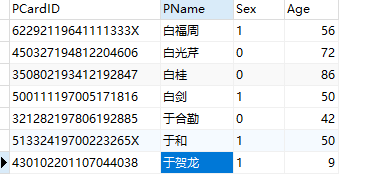 PCardID PName Sex Age
62292119641111333X 白福周 1 56
450327194812204606 白光芹 0 72
350802193412192847 白桂 0 86
500111197005171816 白剑 1 50
321282197806192885 于合勤 0 42
51332419700223265X 于和 1 50
430102201107044038 于贺龙 1 9